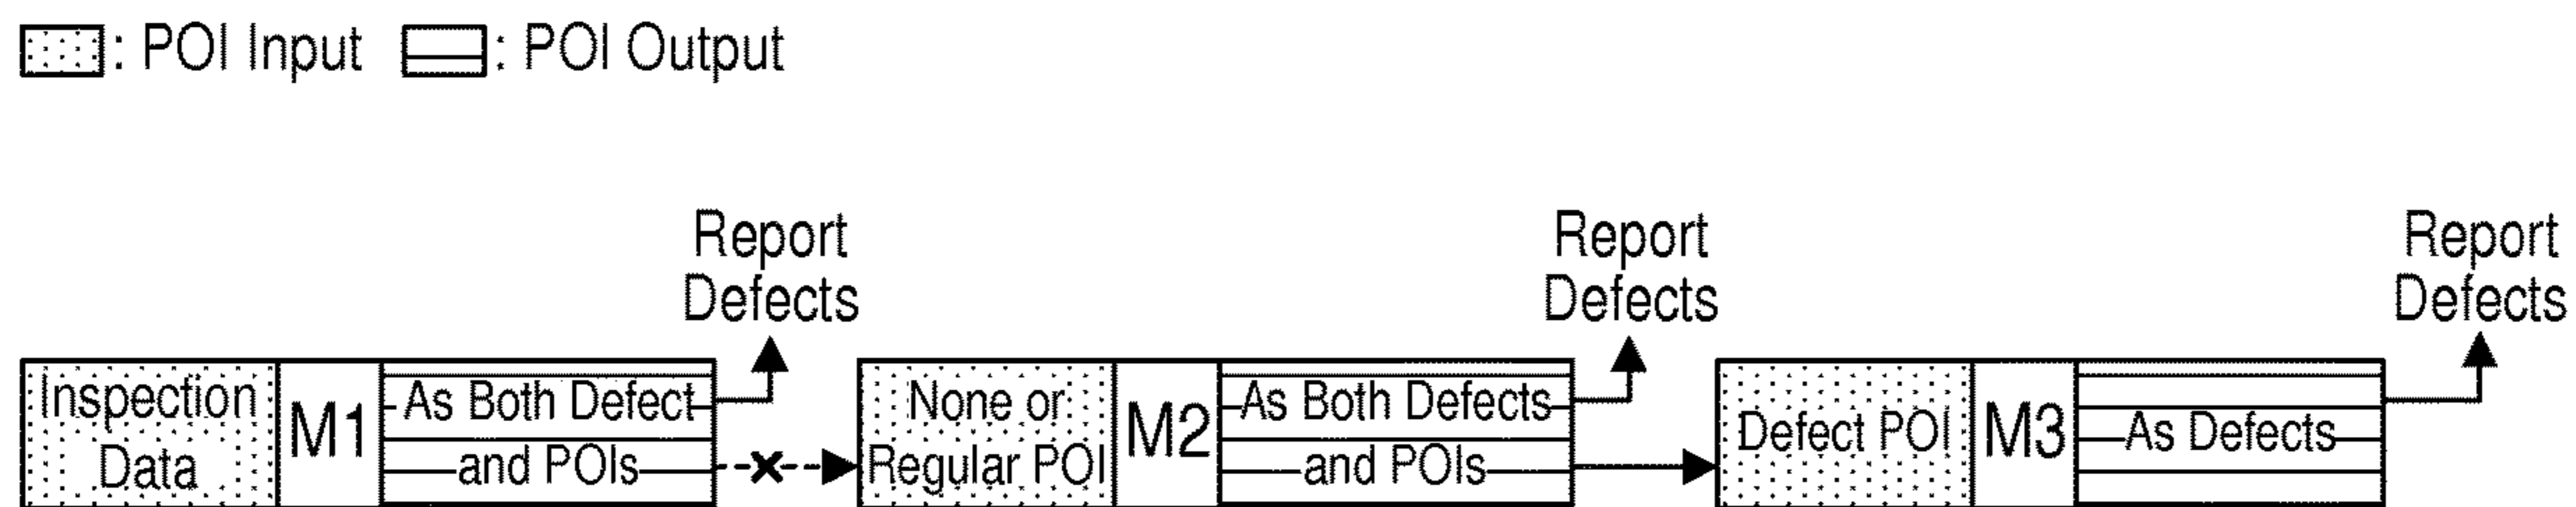 : POI Input : POI Output
Report
Defects
Report
Defects
Report
Defects
Inspection
Data
M1
As Both Defect
and POIs
None or
Regular POI
M2
As Both Defects
and POIs
Defect POI
M3
As Defects